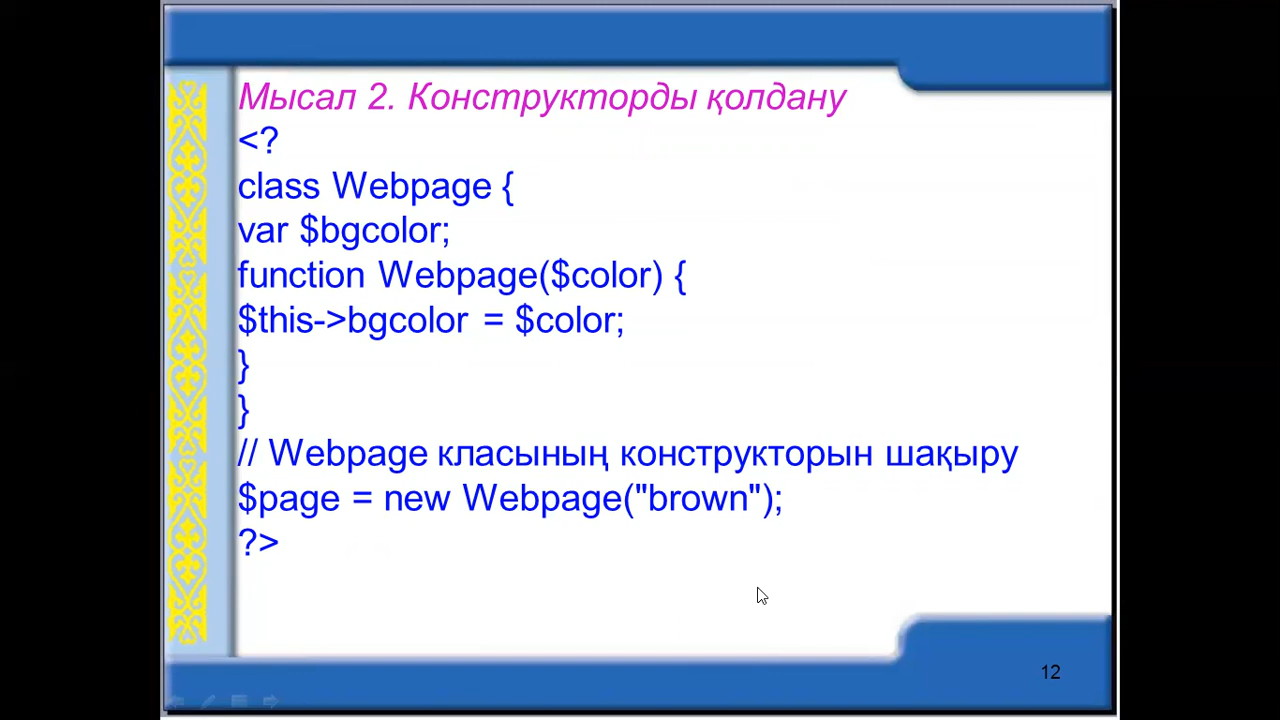 Мысал 2. Конструкторды қолдану
<?
class Webpage {
var $bgcolor;
function Webpage($color) {
$this->bgcolor = $color;
}
}
// Webpage класының конструкторын шақыру
$page = new Webpage("brown");
?>
12